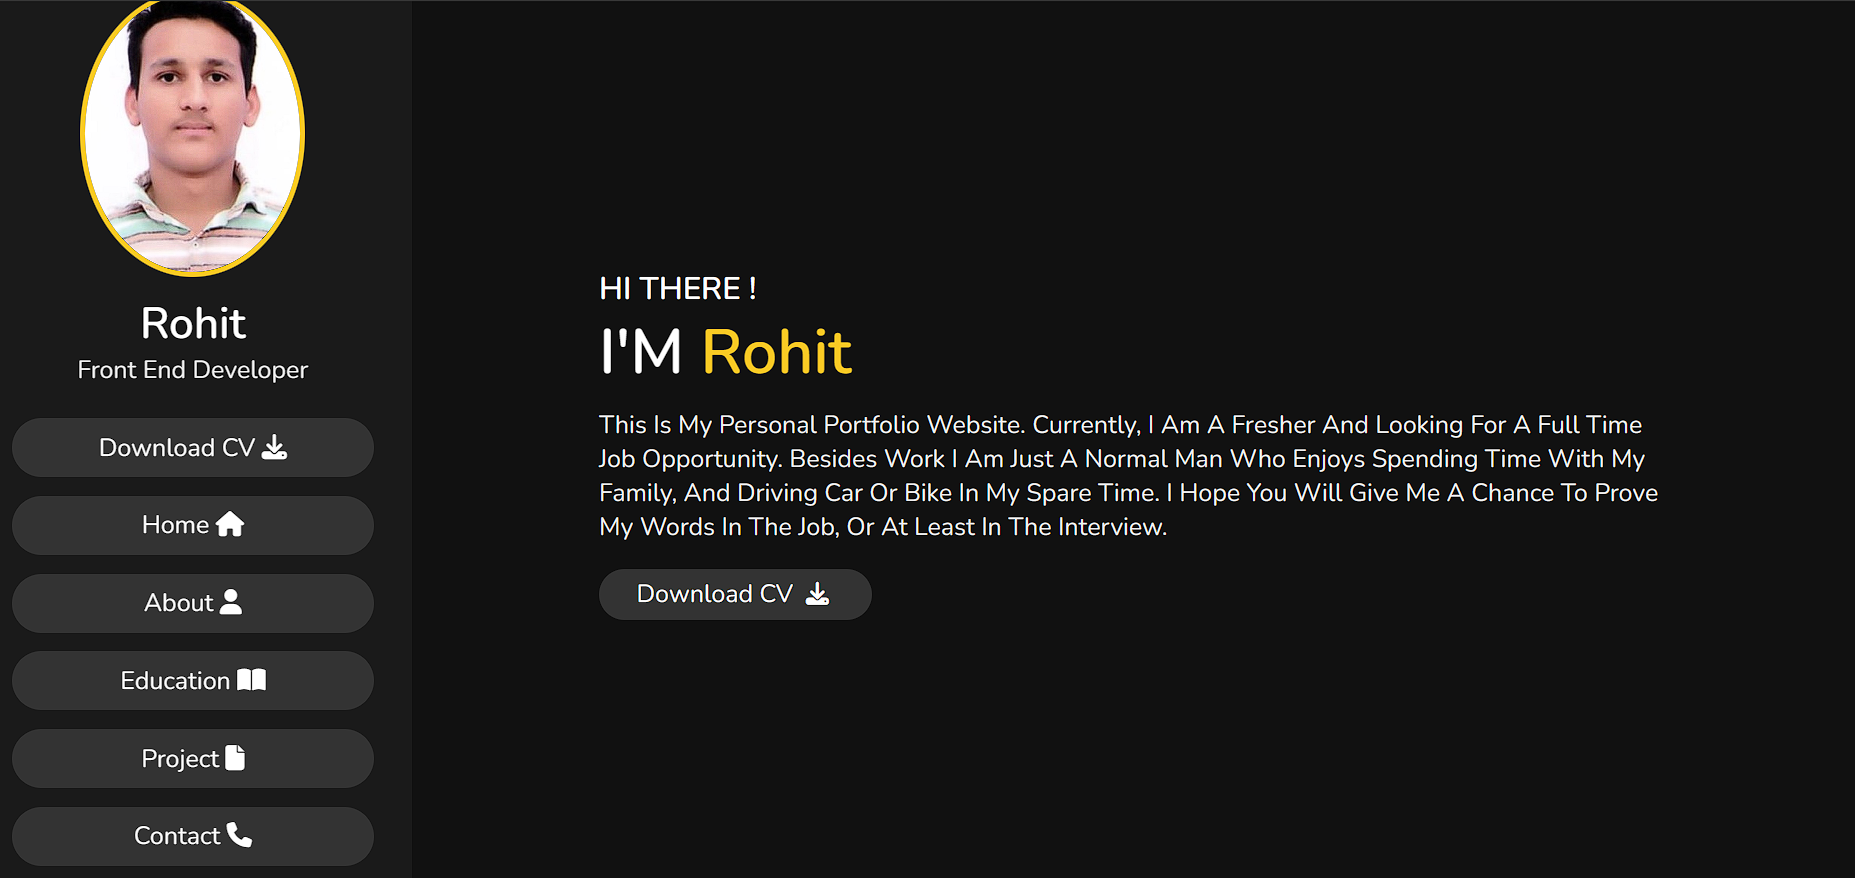 Rohit
Front End Developer
Download CV
Home
About
Education
Project
Contact
HI THERE !
I'M Rohit
This Is My Personal Portfolio Website. Currently, I Am A Fresher And Looking For A Full Time
Job Opportunity. Besides Work I Am Just A Normal Man Who Enjoys Spending Time With My
Family, And Driving Car Or Bike In My Spare Time. I Hope You Will Give Me A Chance To Prove
My Words In The Job, Or At Least In The Interview.
Download CV